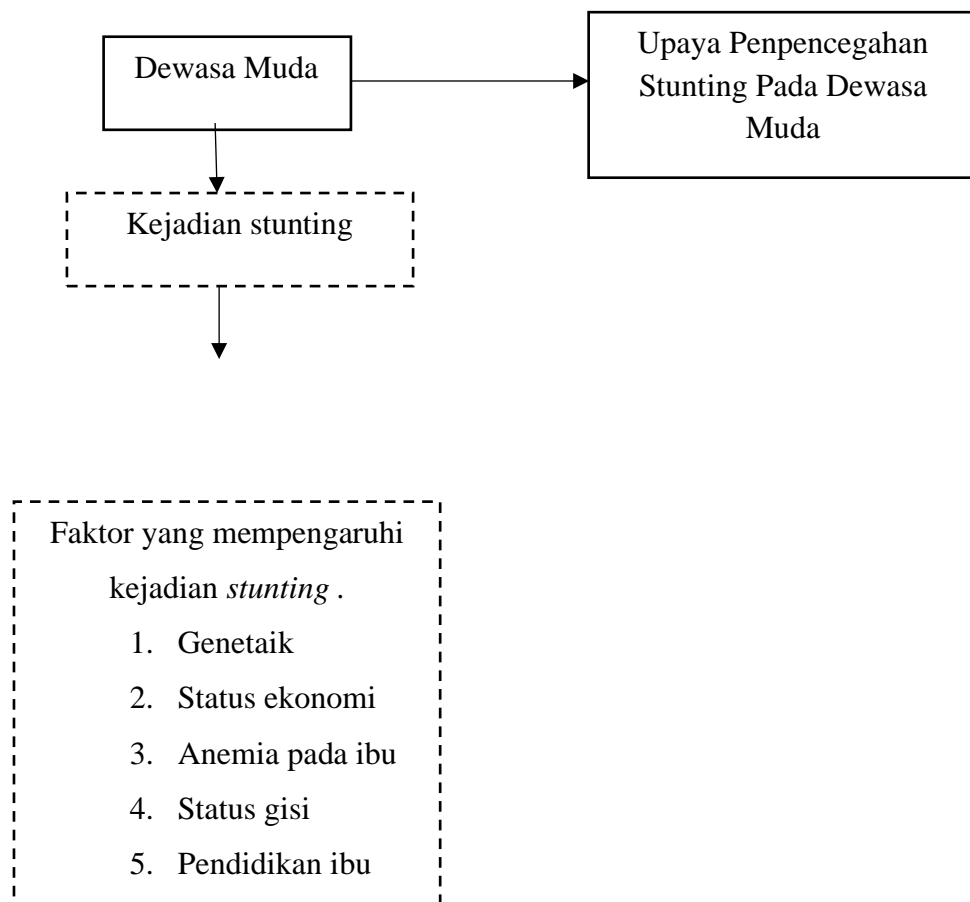 Dewasa Muda
Upaya Penpencegahan
Stunting Pada Dewasa
Muda
Kejadian stunting
Faktor yang mempengaruhi
kejadian stunting .
1. Genetaik
2. Status ekonomi
3. Anemia pada ibu
4. Status gisi
5. Pendidikan ibu